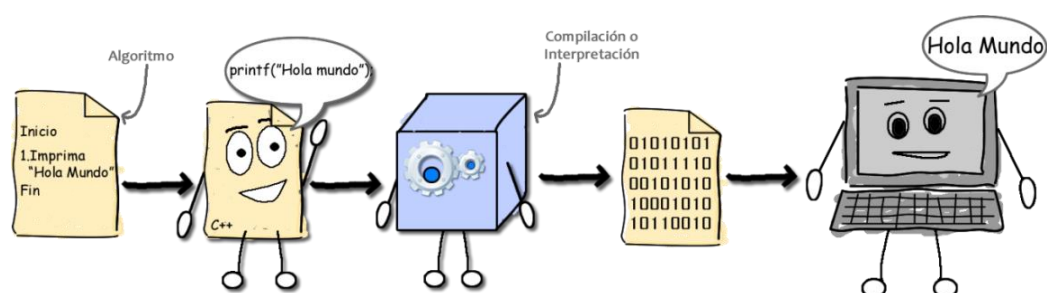 Algoritmo
Inicio
1.Imprima
"Hola Mundo"
Fin
printf("Hola mundo");
C++
Compilación o
Interpretación
01010101
01011110
00101010
10001010
10110010
Hola Mundo